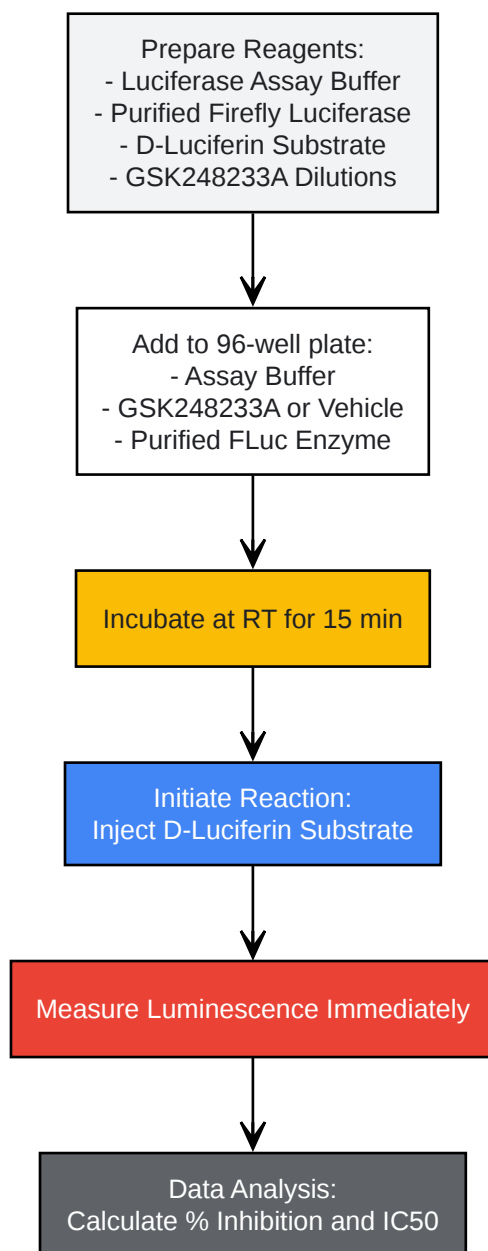 Prepare Reagents:
- Luciferase Assay Buffer
- Purified Firefly Luciferase
- D-Luciferin Substrate
- GSK248233A Dilutions
Add to 96-well plate:
- Assay Buffer
- GSK248233A or Vehicle
- Purified FLuc Enzyme
Incubate at RT for 15 min
Initiate Reaction:
Inject D-Luciferin Substrate
Measure Luminescence Immediately
Data Analysis:
Calculate % Inhibition and IC50